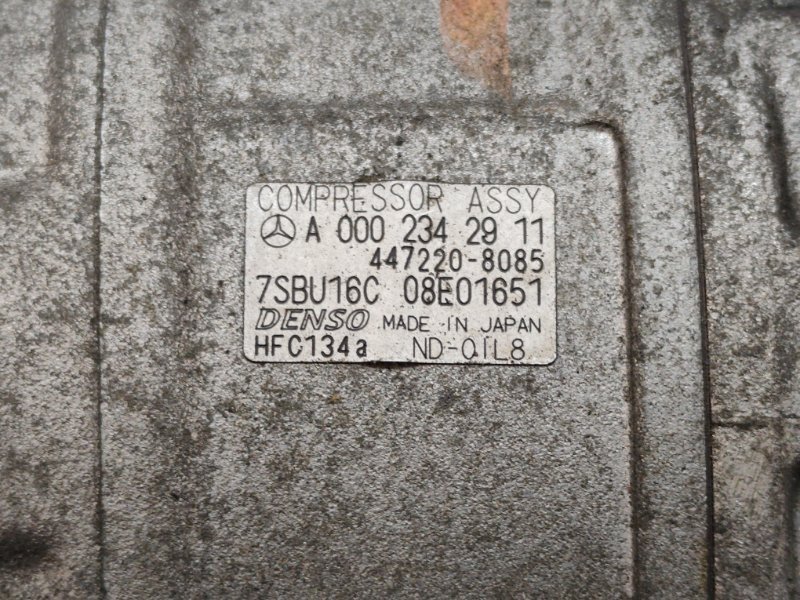 COMPRESSOR ASSY
A 000 234 29 11
447220-8085
7SBU16C 08E01651
DENSO MADE IN JAPAN
HFC134a ND-OIL8